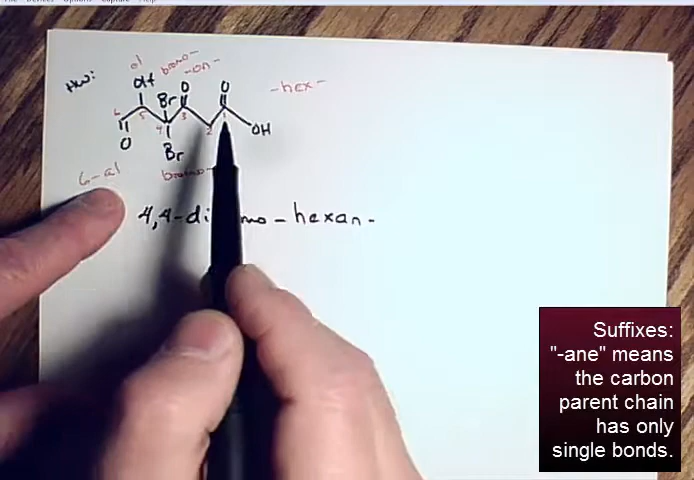 HW:
ol
bromo-
-on-
-hex-
OH
Br
O
O
6
5
4
3
2
OH
O
Br
6-al
4,4-di mo-hexan-
Suffixes:
"-ane" means
the carbon
parent chain
has only
single bonds.